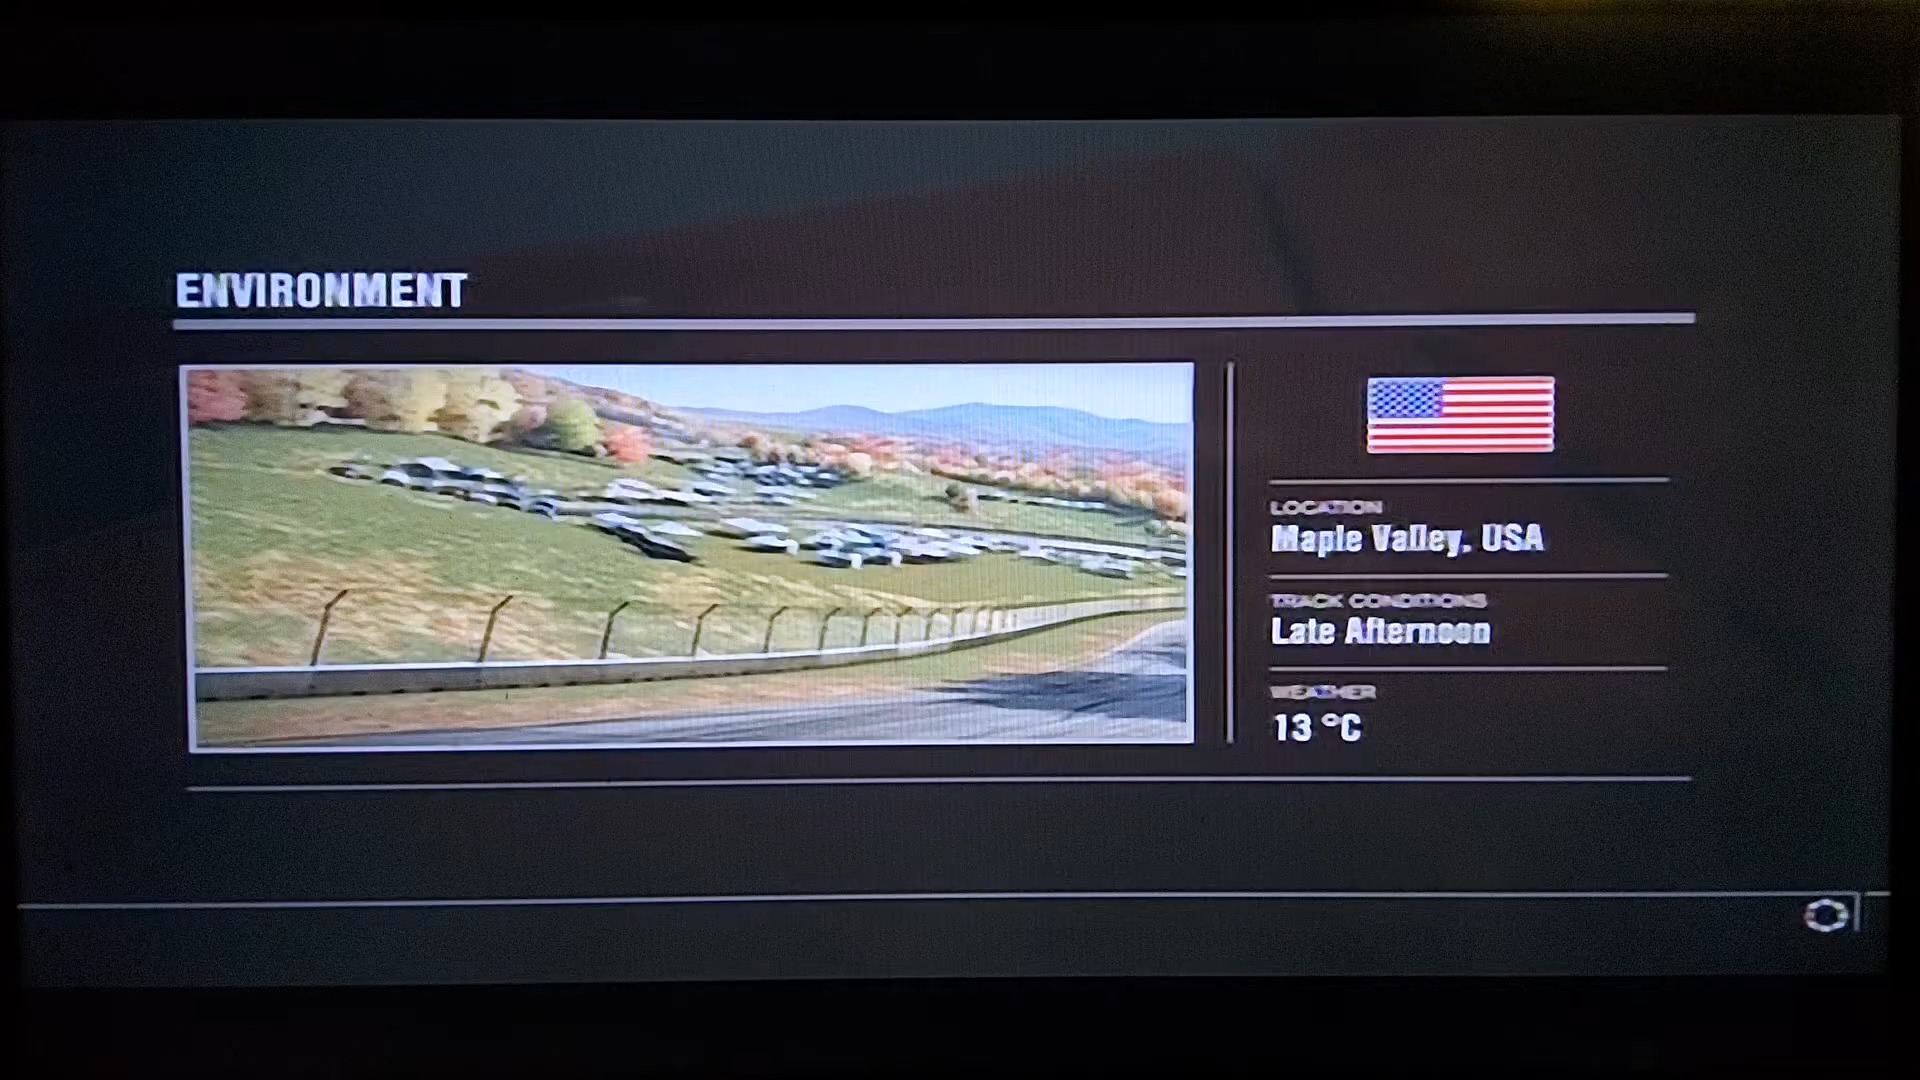 ENVIRONMENT
LOCATION
Maple Valley, USA
TRACK CONDITIONS
Late Afternoon
WEATHER
13 °C